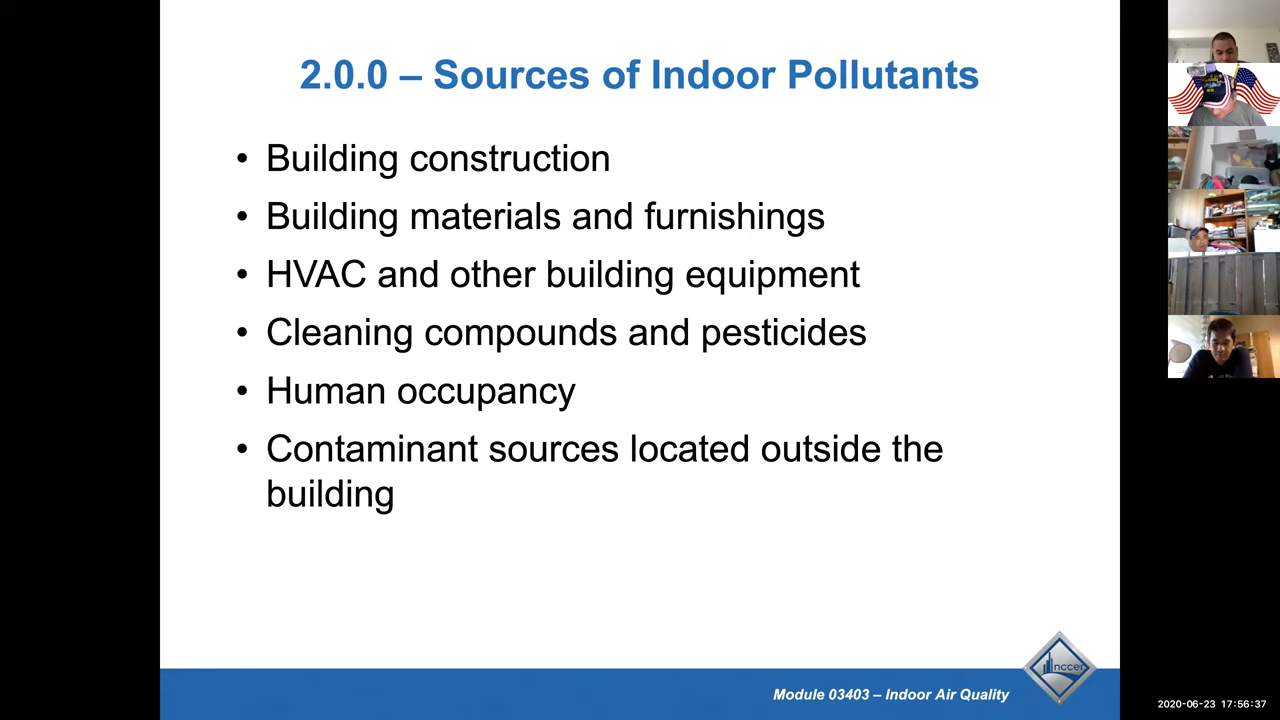 2.0.0 – Sources of Indoor Pollutants
• Building construction
• Building materials and furnishings
• HVAC and other building equipment
• Cleaning compounds and pesticides
• Human occupancy
• Contaminant sources located outside the
building
nccer
Module 03403 – Indoor Air Quality
2020-06-23 17:56:37